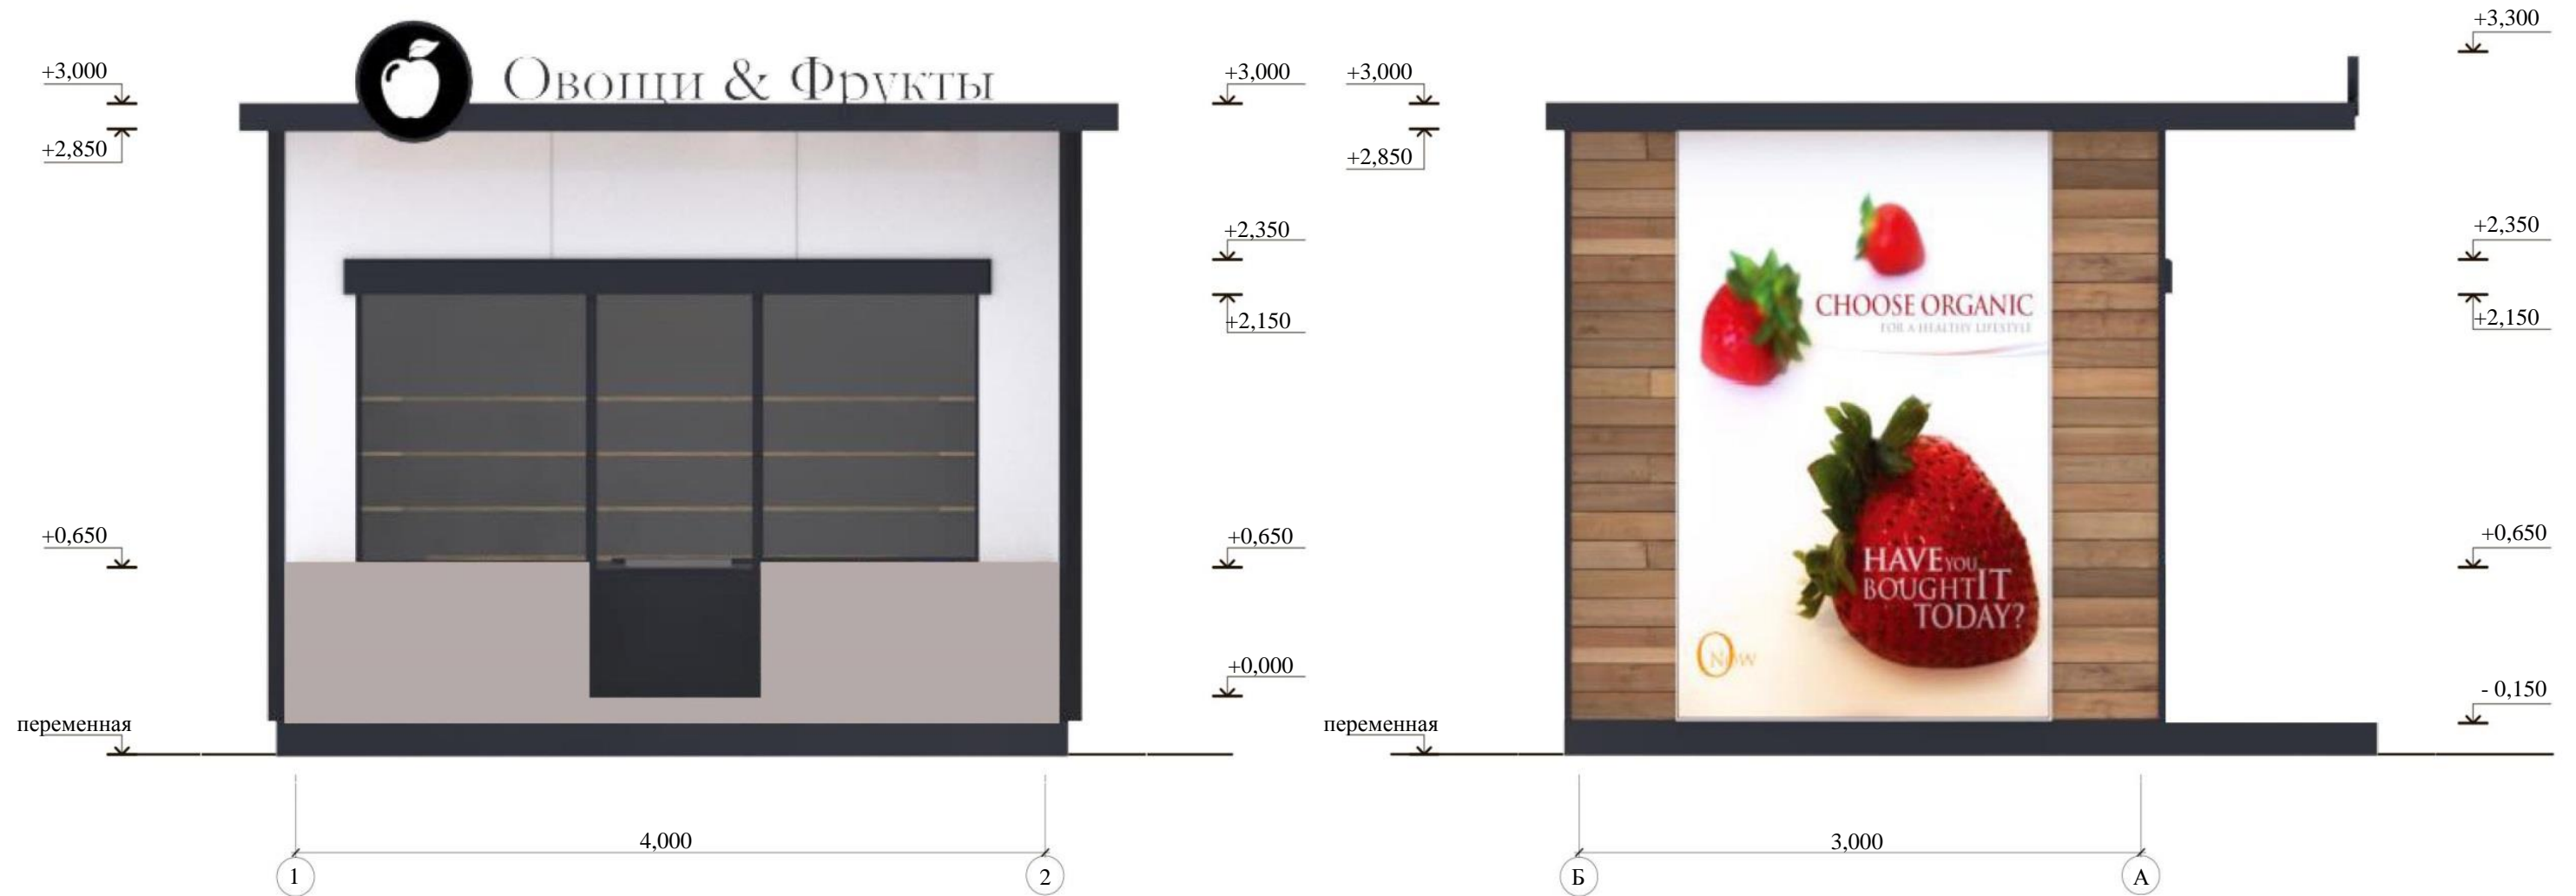 Овощи & Фрукты
+3,000
+2,850
+0,650
переменная
+3,000
+2,350
+2,150
+0,650
+0,000
4,000
1
2
+3,000
+2,850
переменная
CHOOSE ORGANIC
FOR A HEALTHY LIFESTYLE
HAVE YOU
BOUGHT IT
TODAY?
O NOW
+3,300
+2,350
+2,150
+0,650
- 0,150
3,000
Б
А